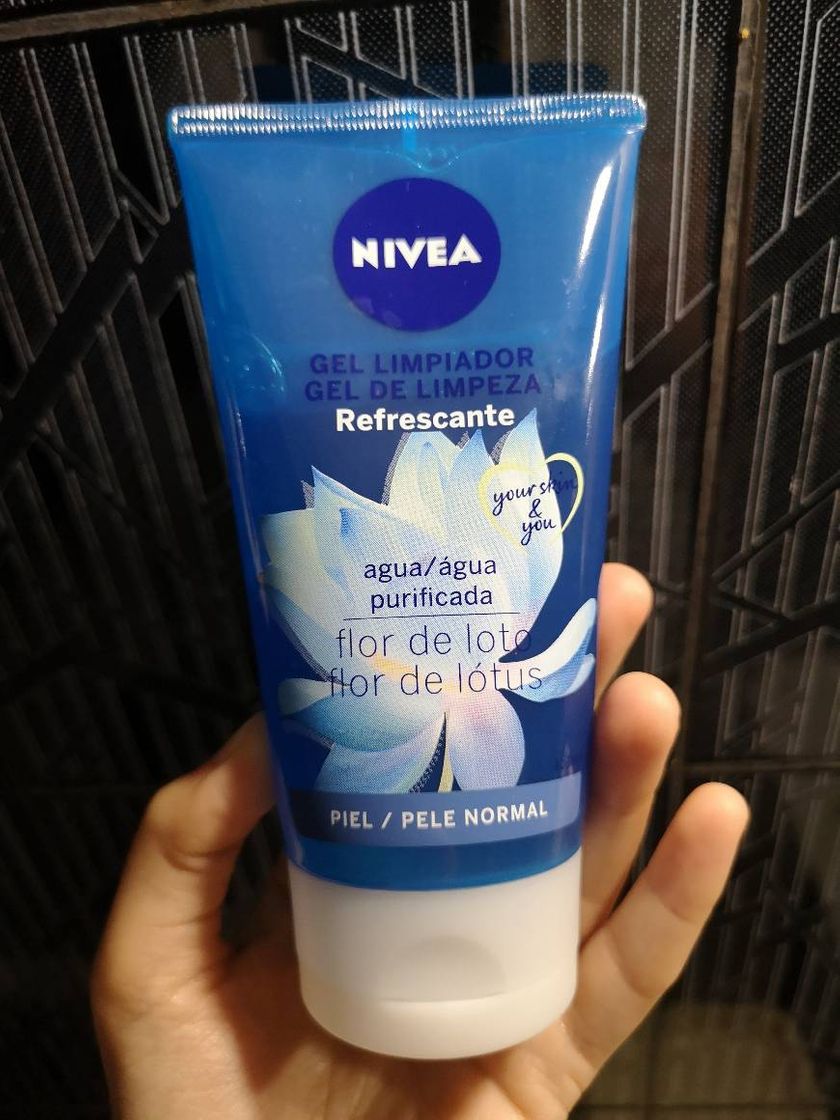 NIVEA
GEL LIMPIADOR
GEL DE LIMPEZA
Refrescante
your skin
&
you
agua/água
purificada
flor de loto
flor de lótus
PIEL / PELE NORMAL